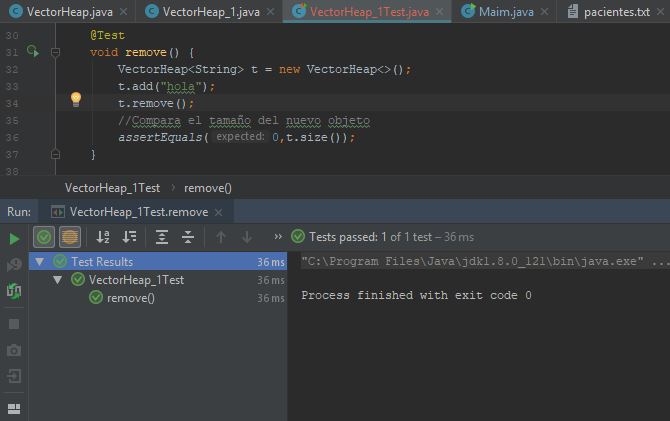 VectorHeap.java × VectorHeap_1.java × VectorHeap_1Test.java × Maim.java × pacientes.txt ×
30 @Test
31 void remove() {
32 VectorHeap<String> t = new VectorHeap<>();
33 t.add("hola");
34 t.remove();
35 //Compara el tamaño del nuevo objeto
36 assertEquals( expected: 0,t.size());
37 }
38
VectorHeap_1Test › remove()
Run: VectorHeap_1Test.remove ×
» Tests passed: 1 of 1 test – 36 ms
Test Results 36 ms
VectorHeap_1Test 36 ms
remove() 36 ms
"C:\Program Files\Java\jdk1.8.0_121\bin\java.exe" ...
Process finished with exit code 0